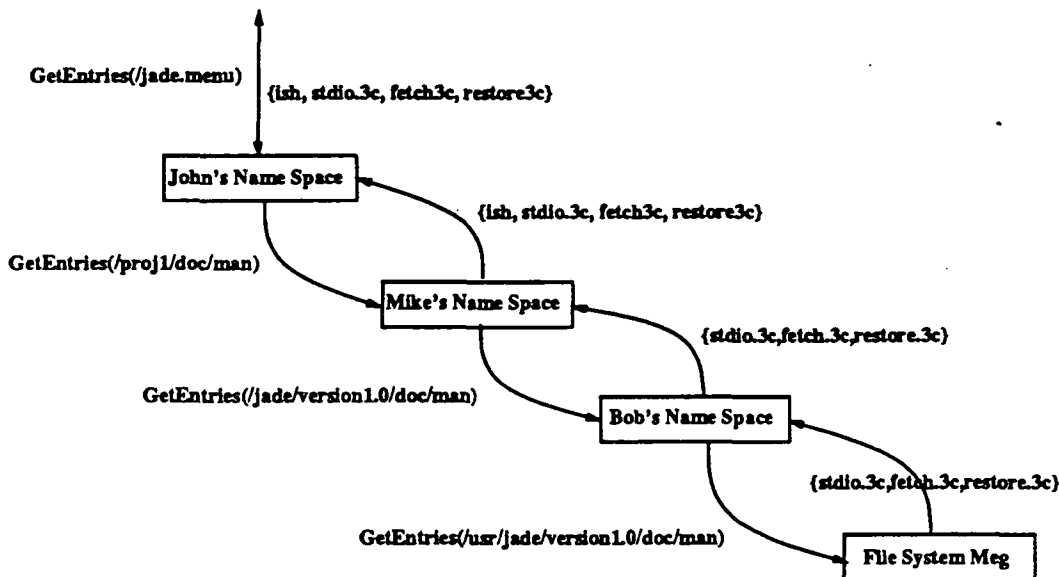 GetEntries(/jade.menu)
{ish, stdio.3c, fetch3c, restore3c}
John's Name Space
{ish, stdio.3c, fetch3c, restore3c}
GetEntries(/proj1/doc/man)
Mike's Name Space
{stdio.3c,fetch.3c,restore.3c}
GetEntries(/jade/version1.0/doc/man)
Bob's Name Space
{stdio.3c,fetch.3c,restore.3c}
GetEntries(/usr/jade/version1.0/doc/man)
File System Meg